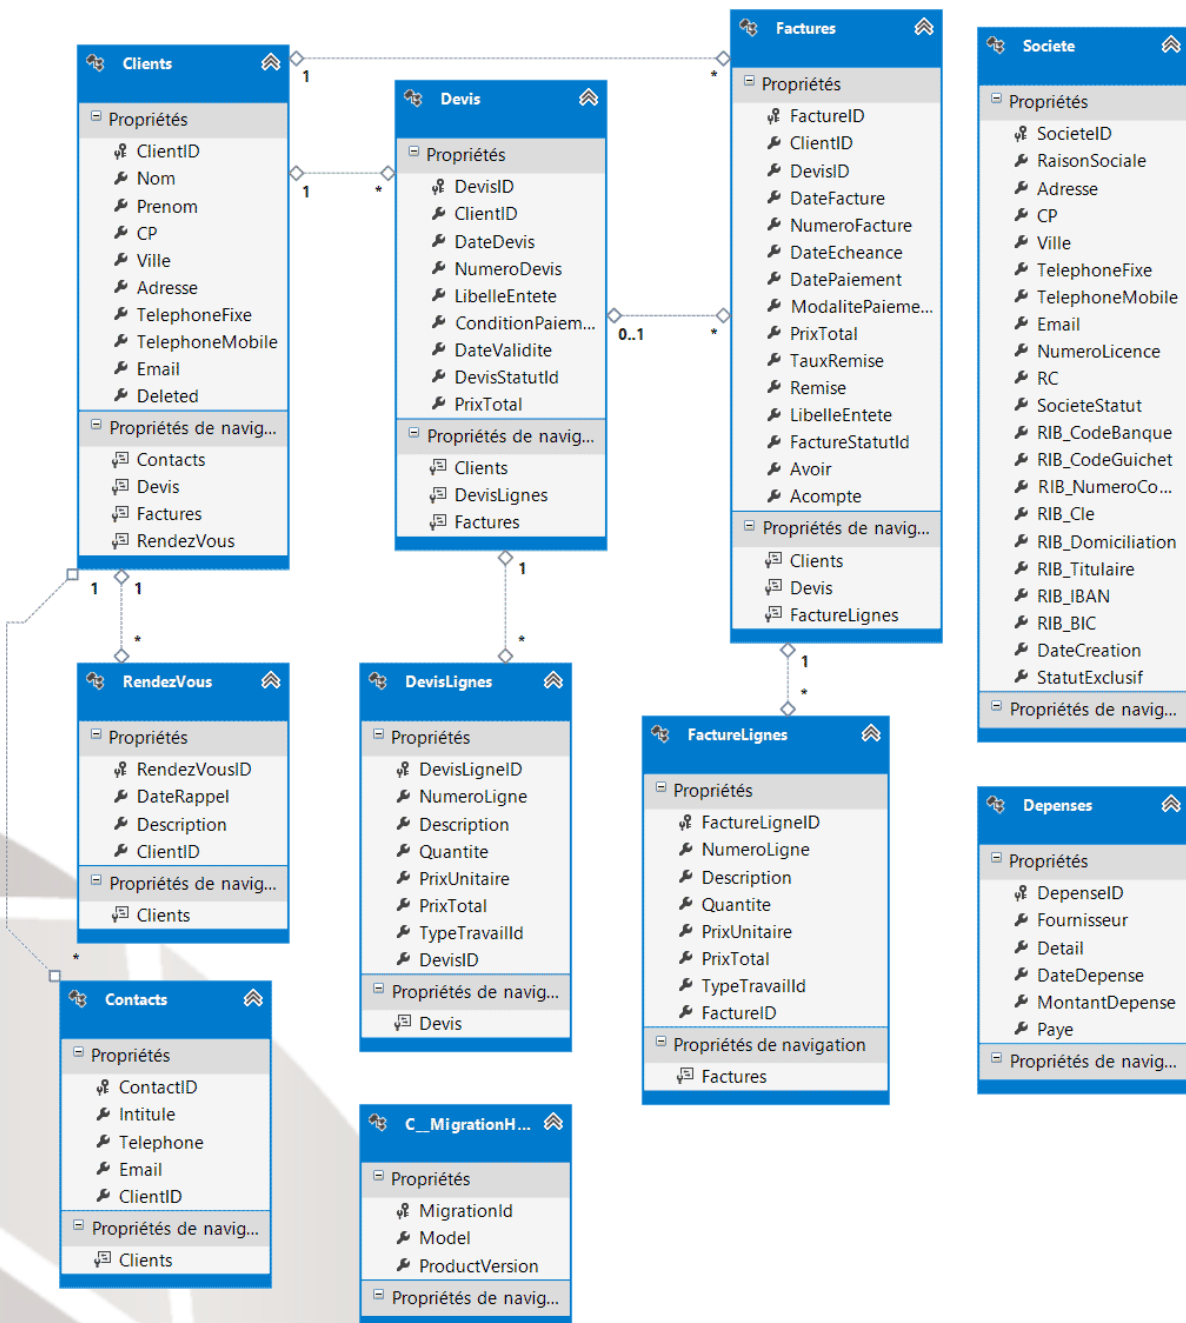 Clients
Propriétés
ClientID
Nom
Prenom
CP
Ville
Adresse
TelephoneFixe
TelephoneMobile
Email
Deleted
Propriétés de navig...
Contacts
Devis
Factures
RendezVous
1
*
1
*
Devis
Propriétés
DevisID
ClientID
DateDevis
NumeroDevis
LibelleEntete
ConditionPaiem...
DateValidite
DevisStatutId
PrixTotal
Propriétés de navig...
Clients
DevisLignes
Factures
0..1
*
Factures
Propriétés
FactureID
ClientID
DevisID
DateFacture
NumeroFacture
DateEcheance
DatePaiement
ModalitePaieme...
PrixTotal
TauxRemise
Remise
LibelleEntete
FactureStatutId
Avoir
Acompte
Propriétés de navig...
Clients
Devis
FactureLignes
Societe
Propriétés
SocieteID
RaisonSociale
Adresse
CP
Ville
TelephoneFixe
TelephoneMobile
Email
NumeroLicence
RC
SocieteStatut
RIB_CodeBanque
RIB_CodeGuichet
RIB_NumeroCo...
RIB_Cle
RIB_Domiciliation
RIB_Titulaire
RIB_IBAN
RIB_BIC
DateCreation
StatutExclusif
Propriétés de navig...
1
1
*
*
RendezVous
Propriétés
RendezVousID
DateRappel
Description
ClientID
Propriétés de navig...
Clients
1
*
DevisLignes
Propriétés
DevisLigneID
NumeroLigne
Description
Quantite
PrixUnitaire
PrixTotal
TypeTravailId
DevisID
Propriétés de navig...
Devis
1
*
FactureLignes
Propriétés
FactureLigneID
NumeroLigne
Description
Quantite
PrixUnitaire
PrixTotal
TypeTravailId
FactureID
Propriétés de navigation
Factures
Depenses
Propriétés
DepenseID
Fournisseur
Detail
DateDepense
MontantDepense
Paye
Propriétés de navig...
Contacts
Propriétés
ContactID
Intitule
Telephone
Email
ClientID
Propriétés de navig...
Clients
C__MigrationH...
Propriétés
MigrationId
Model
ProductVersion
Propriétés de navig...